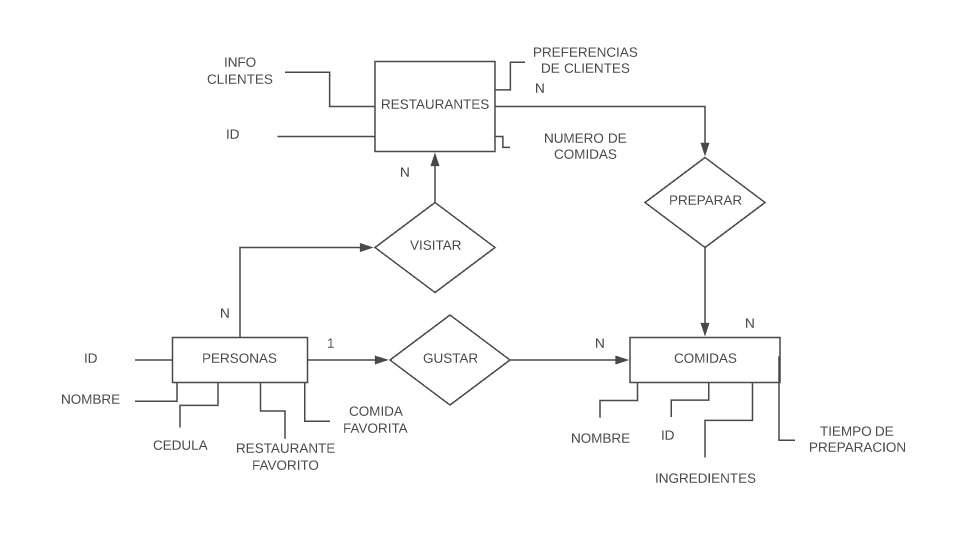 INFO
CLIENTES
ID
RESTAURANTES
PREFERENCIAS
DE CLIENTES
N
NUMERO DE
COMIDAS
N
PREPARAR
VISITAR
N
N
1
N
ID
PERSONAS
GUSTAR
COMIDAS
NOMBRE
CEDULA
RESTAURANTE
FAVORITO
COMIDA
FAVORITA
NOMBRE
ID
INGREDIENTES
TIEMPO DE
PREPARACION